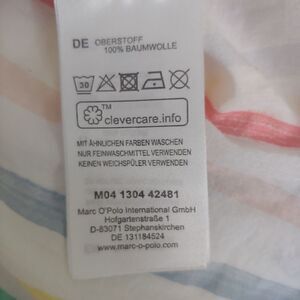 DE OBERSTOFF
100% BAUMWOLLE
30
™
clevercare.info
MIT ÄHNLICHEN FARBEN WASCHEN
NUR FEINWASCHMITTEL VERWENDEN
KEINEN WEICHSPÜLER VERWENDEN
M04 1304 42481
Marc O'Polo International GmbH
Hofgartenstraße 1
D-83071 Stephanskirchen
DE 131184524
www.marc-o-polo.com